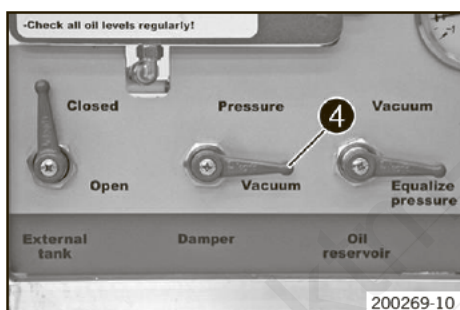 -Check all oil levels regularly!
-1
Closed Pressure Vacuum
4
Open Vacuum Equalize
pressure
External Damper Oil
tank reservoir
200269-10